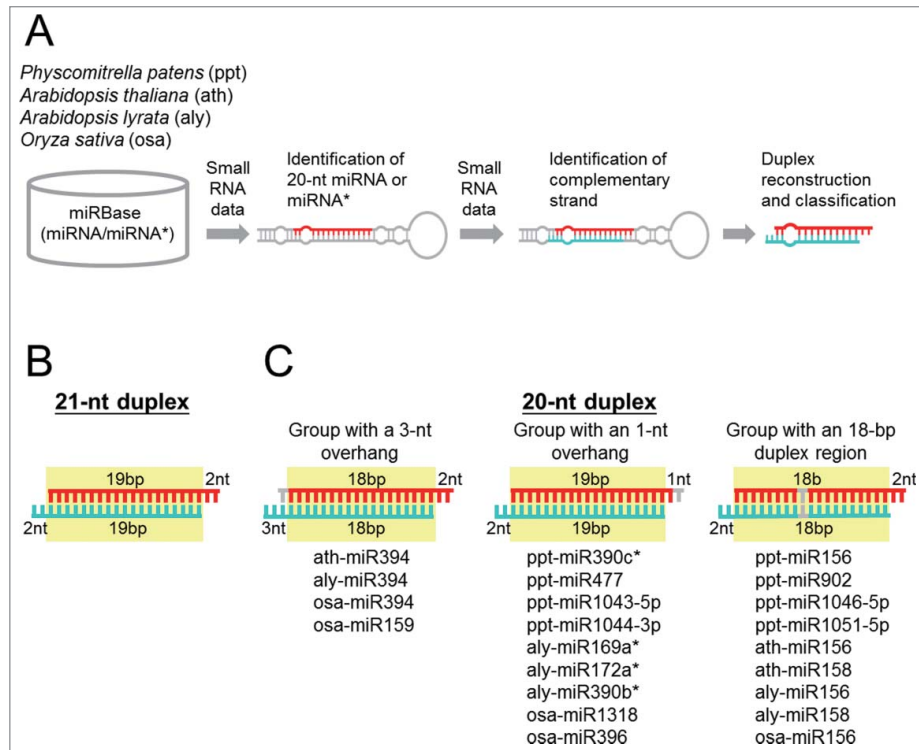 A
Physcomitrella patens (ppt)
Arabidopsis thaliana (ath)
Arabidopsis lyrata (aly)
Oryza sativa (osa)
miRBase
(miRNA/miRNA*)
Small
RNA
data
Identification of
20-nt miRNA or
miRNA*
Small
RNA
data
Identification of
complementary
strand
Duplex
reconstruction
and classification
B
21-nt duplex
19bp
2nt
2nt
19bp
C
20-nt duplex
Group with a 3-nt
overhang
18bp
2nt
3nt
18bp
ath-miR394
aly-miR394
osa-miR394
osa-miR159
Group with an 1-nt
overhang
19bp
1nt
2nt
19bp
ppt-miR390c*
ppt-miR477
ppt-miR1043-5p
ppt-miR1044-3p
aly-miR169a*
aly-miR172a*
aly-miR390b*
osa-miR1318
osa-miR396
Group with an 18-bp
duplex region
18b
2nt
2nt
18bp
ppt-miR156
ppt-miR902
ppt-miR1046-5p
ppt-miR1051-5p
ath-miR156
ath-miR158
aly-miR156
aly-miR158
osa-miR156